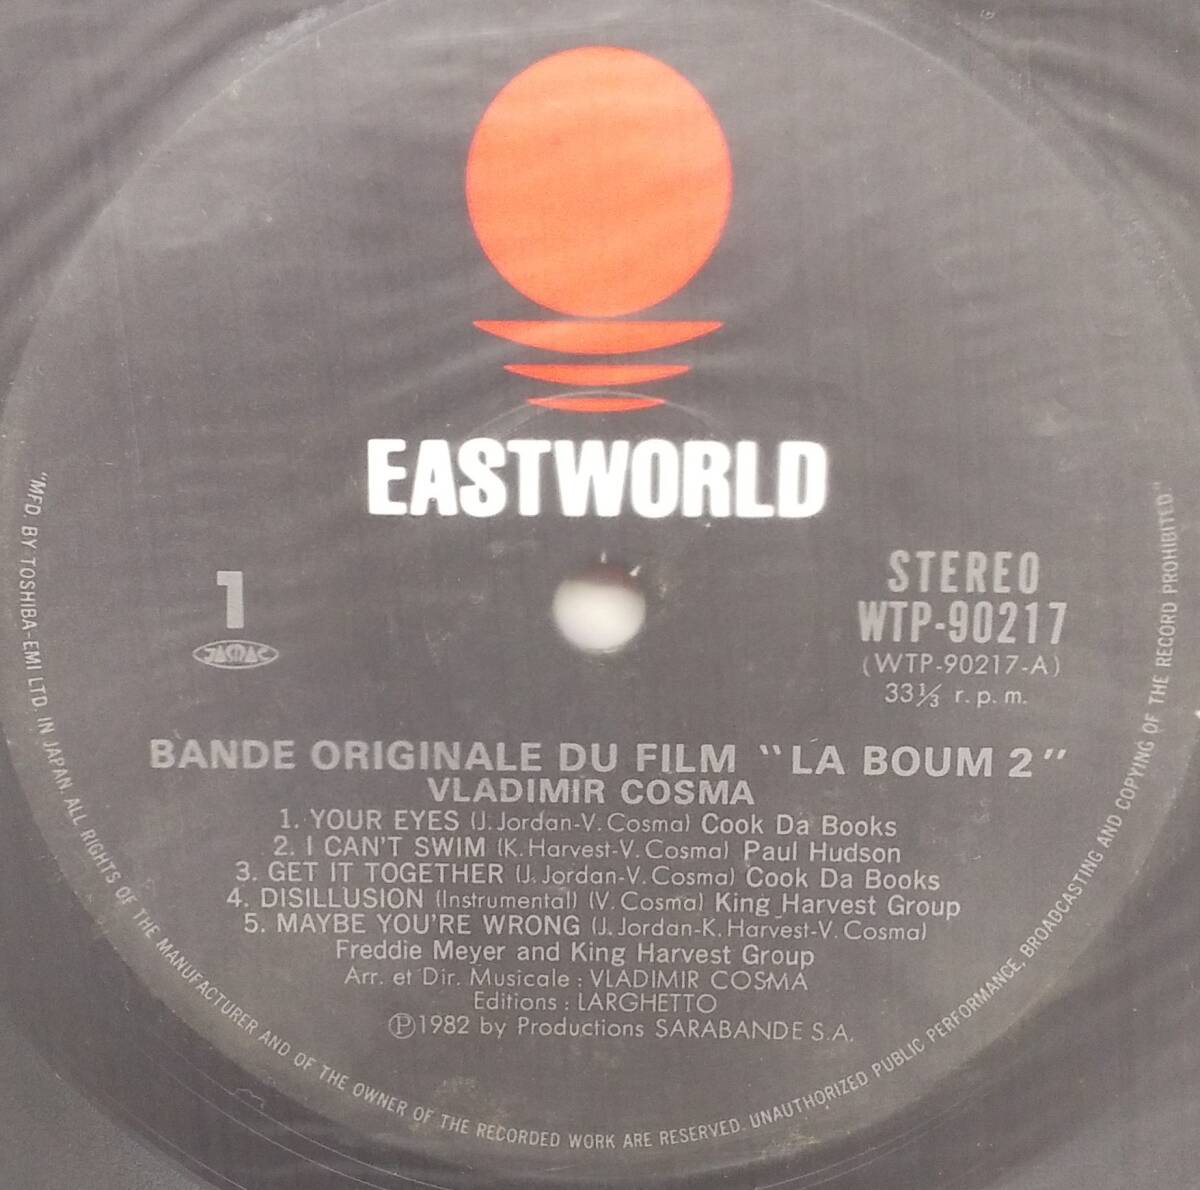 EASTWORLD
1
JASRAC
STEREO
WTP-90217
(WTP-90217-A)
33⅓ r.p.m.
BANDE ORIGINALE DU FILM "LA BOUM 2"
VLADIMIR COSMA
1. YOUR EYES (J. Jordan-V. Cosma) Cook Da Books
2. I CAN'T SWIM (K. Harvest-V. Cosma) Paul Hudson
3. GET IT TOGETHER (J. Jordan-V. Cosma) Cook Da Books
4. DISILLUSION (Instrumental) (V. Cosma) King Harvest Group
5. MAYBE YOU'RE WRONG (J. Jordan-K. Harvest-V. Cosma)
Freddie Meyer and King Harvest Group
Arr. et Dir. Musicale : VLADIMIR COSMA
Editions : LARGHETTO
Ⓟ1982 by Productions SARABANDE S.A.
"MFD. BY TOSHIBA-EMI LTD. IN JAPAN ALL RIGHTS OF THE MANUFACTURER AND OF THE OWNER OF THE RECORDED WORK ARE RESERVED. UNAUTHORIZED PUBLIC PERFORMANCE, BROADCASTING AND COPYING OF THE RECORD PROHIBITED."